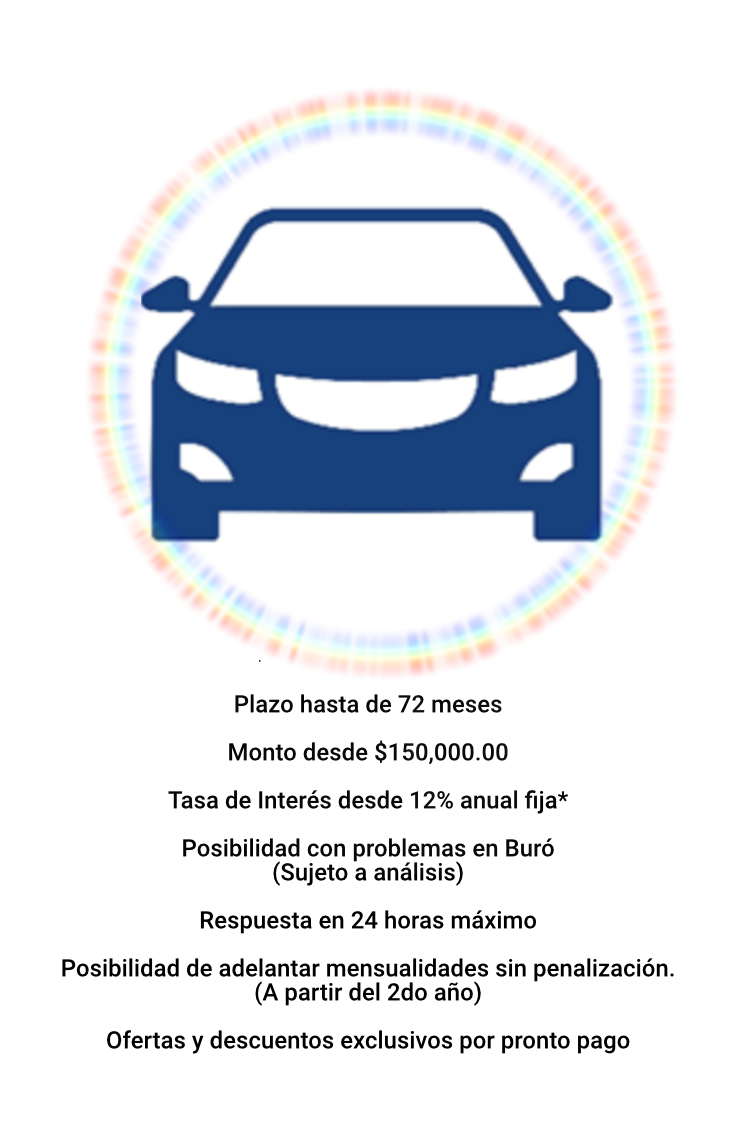 Plazo hasta de 72 meses
Monto desde $150,000.00
Tasa de Interés desde 12% anual fija*
Posibilidad con problemas en Buró
(Sujeto a análisis)
Respuesta en 24 horas máximo
Posibilidad de adelantar mensualidades sin penalización.
(A partir del 2do año)
Ofertas y descuentos exclusivos por pronto pago